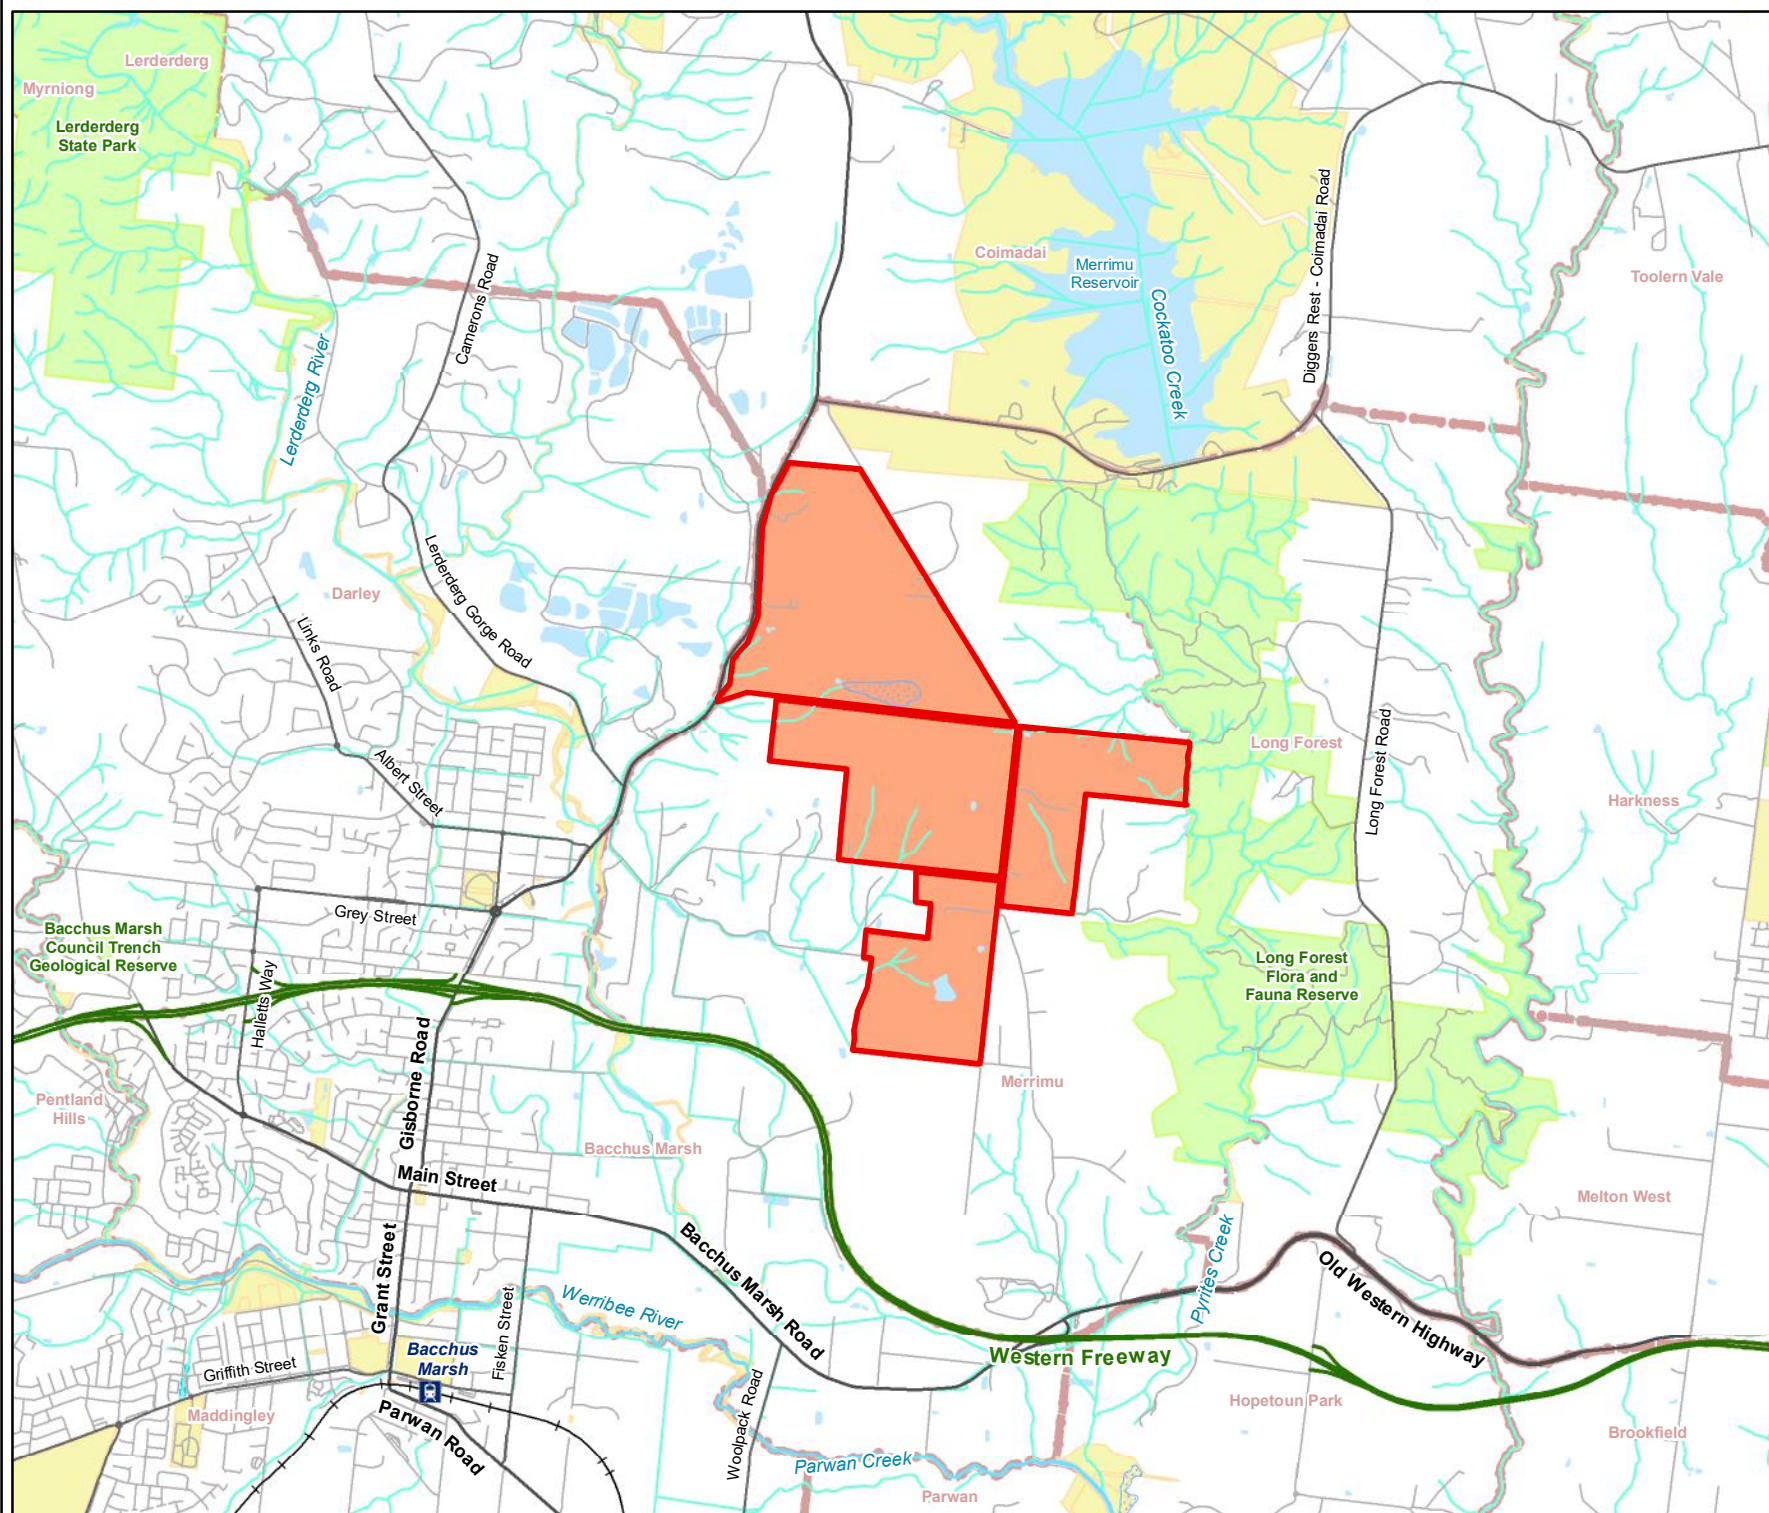 Lerderderg
Myrniong
Lerderderg
State Park
Coimadai
Merrimu
Reservoir
Cockatoo Creek
Diggers Rest - Coimadai Road
Toolern Vale
Camerons Road
Lerderderg River
Lerderderg Gorge Road
Darley
Links Road
Albert Street
Long Forest
Long Forest Road
Harkness
Grey Street
Bacchus Marsh
Council Trench
Geological Reserve
Halletts Way
Long Forest
Flora and
Fauna Reserve
Gisborne Road
Merrimu
Pentland
Hills
Bacchus Marsh
Main Street
Melton West
Grant Street
Bacchus Marsh Road
Pyrites Creek
Old Western Highway
Werribee River
Fisken Street
Bacchus
Marsh
Western Freeway
Griffith Street
Maddingley
Parwan Road
Woolpack Road
Hopetoun Park
Brookfield
Parwan Creek
Parwan